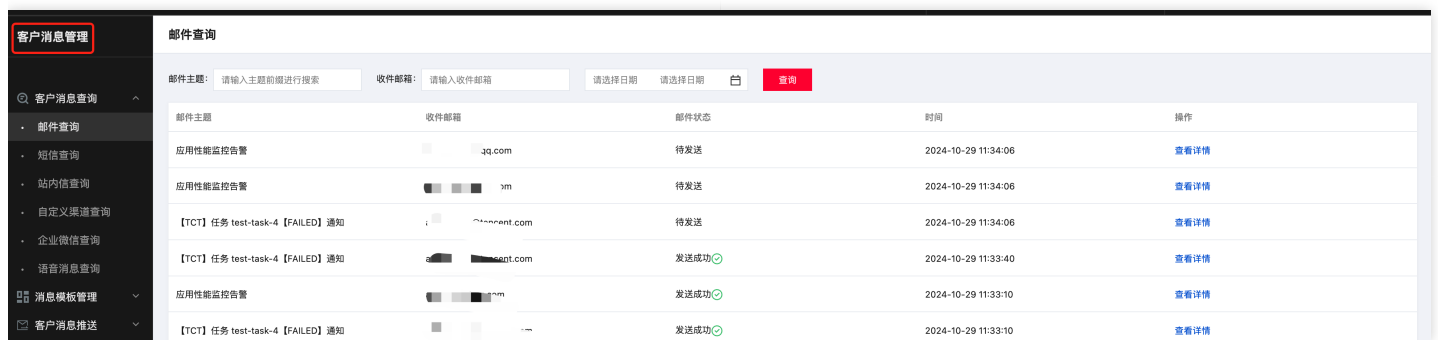 客户消息管理
邮件查询
邮件主题: 请输入主题前缀进行搜索 收件邮箱: 请输入收件邮箱 请选择日期 请选择日期 查询
客户消息查询
邮件查询
短信查询
站内信查询
自定义渠道查询
企业微信查询
语音消息查询
消息模板管理
客户消息推送
邮件主题 收件邮箱 邮件状态 时间 操作
应用性能监控告警 qq.com 待发送 2024-10-29 11:34:06 查看详情
应用性能监控告警 待发送 2024-10-29 11:34:06 查看详情
【TCT】任务 test-task-4【FAILED】通知 .com 待发送 2024-10-29 11:34:06 查看详情
【TCT】任务 test-task-4【FAILED】通知 .com 发送成功 2024-10-29 11:33:40 查看详情
应用性能监控告警 发送成功 2024-10-29 11:33:10 查看详情
【TCT】任务 test-task-4【FAILED】通知 发送成功 2024-10-29 11:33:10 查看详情